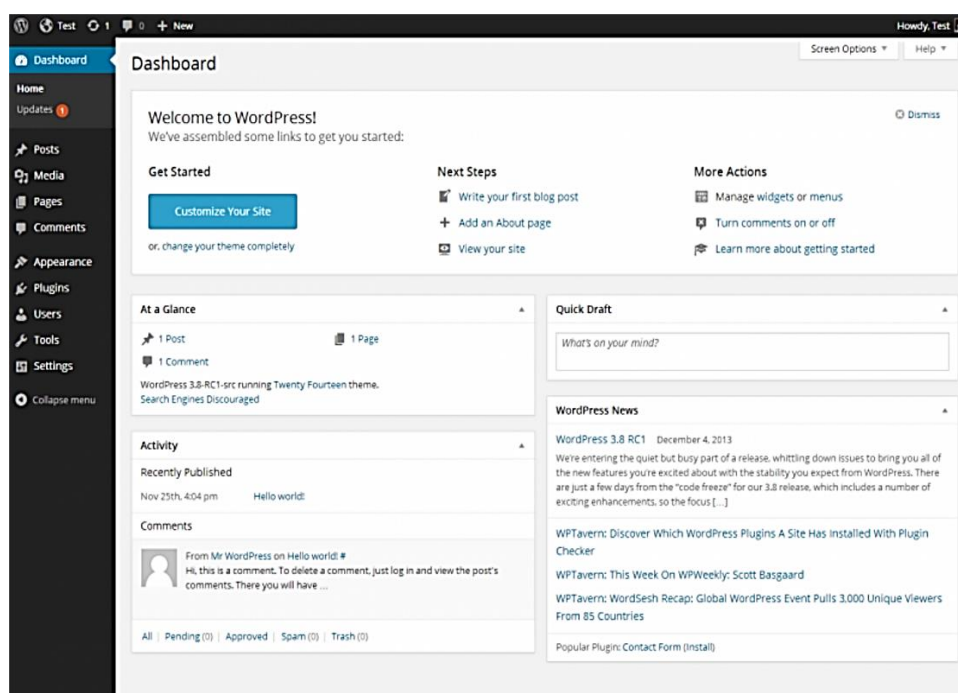 Test 1 0 + New
Howdy, Test
Dashboard
Home
Updates 1
Posts
Media
Pages
Comments
Appearance
Plugins
Users
Tools
Settings
Collapse menu
Screen Options
Help
Dashboard
Welcome to WordPress!
We've assembled some links to get you started:
Dismiss
Get Started
Customize Your Site
or, change your theme completely
Next Steps
Write your first blog post
Add an About page
View your site
More Actions
Manage widgets or menus
Turn comments on or off
Learn more about getting started
At a Glance
1 Post
1 Page
1 Comment
WordPress 3.8-RC1-src running Twenty Fourteen theme.
Search Engines Discouraged
Activity
Recently Published
Nov 25th, 4:04 pm Hello world!
Comments
From Mr WordPress on Hello world! #
Hi, this is a comment. To delete a comment, just log in and view the post's
comments. There you will have ...
All | Pending (0) | Approved | Spam (0) | Trash (0)
Quick Draft
What's on your mind?
WordPress News
WordPress 3.8 RC1 December 4, 2013
We're entering the quiet but busy part of a release, whittling down issues to bring you all of
the new features you're excited about with the stability you expect from WordPress. There
are just a few days from the "code freeze" for our 3.8 release, which includes a number of
exciting enhancements, so the focus [...]
WPTavern: Discover Which WordPress Plugins A Site Has Installed With Plugin
Checker
WPTavern: This Week On WPWeekly: Scott Basgaard
WPTavern: WordSesh Recap: Global WordPress Event Pulls 3,000 Unique Viewers
From 85 Countries
Popular Plugin: Contact Form (Install)